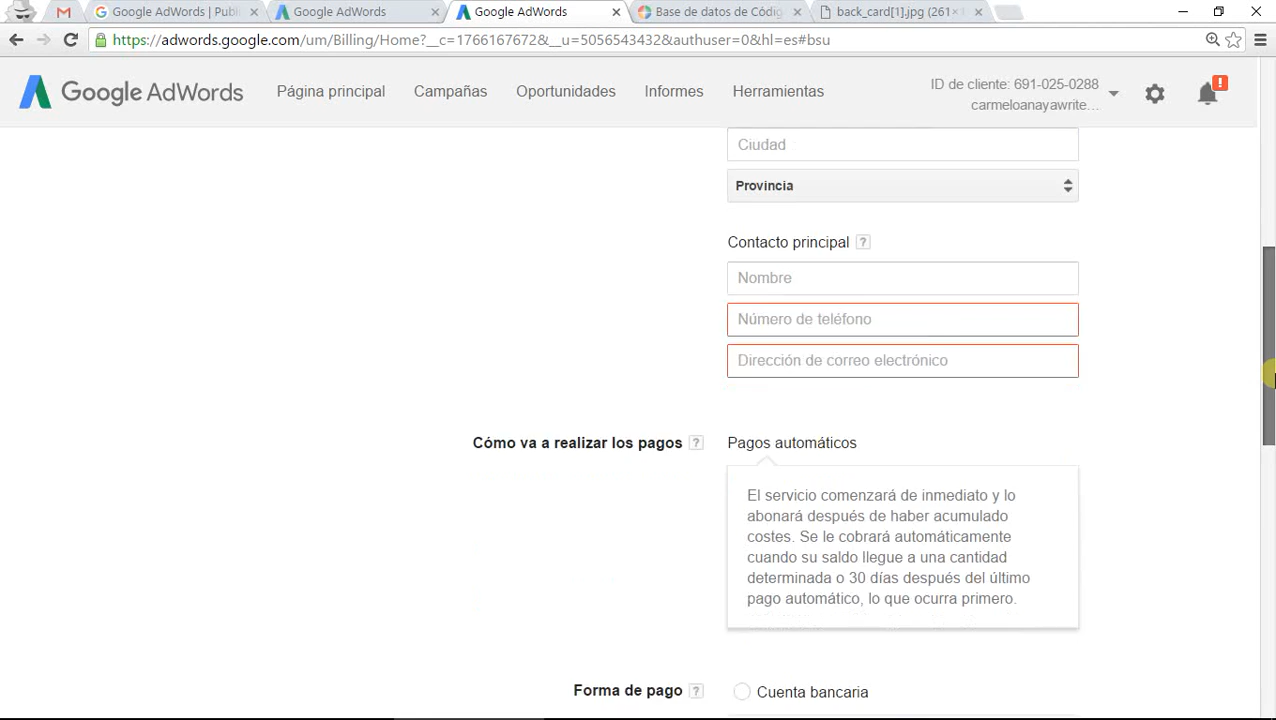 Google AdWords | Publ
Google AdWords
Google AdWords
Base de datos de Códig
back_card[1].jpg (261×
https://adwords.google.com/um/Billing/Home?__c=1766167672&__u=5056543432&authuser=0&hl=es#bsu
Google AdWords
Página principal
Campañas
Oportunidades
Informes
Herramientas
ID de cliente: 691-025-0288
carmeloanayawrite...
!
Ciudad
Provincia
Contacto principal ?
Nombre
Número de teléfono
Dirección de correo electrónico
Cómo va a realizar los pagos ?
Pagos automáticos
El servicio comenzará de inmediato y lo
abonará después de haber acumulado
costes. Se le cobrará automáticamente
cuando su saldo llegue a una cantidad
determinada o 30 días después del último
pago automático, lo que ocurra primero.
Forma de pago ?
Cuenta bancaria